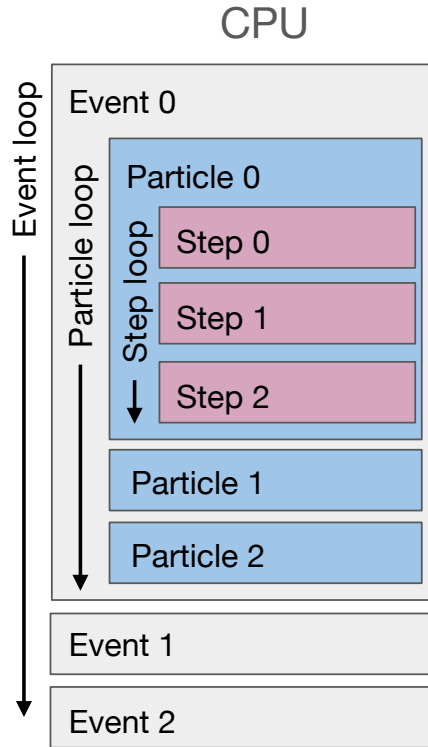 CPU
Event loop
Event 0
Particle loop
Particle 0
Step loop
Step 0
Step 1
Step 2
Particle 1
Particle 2
Event 1
Event 2